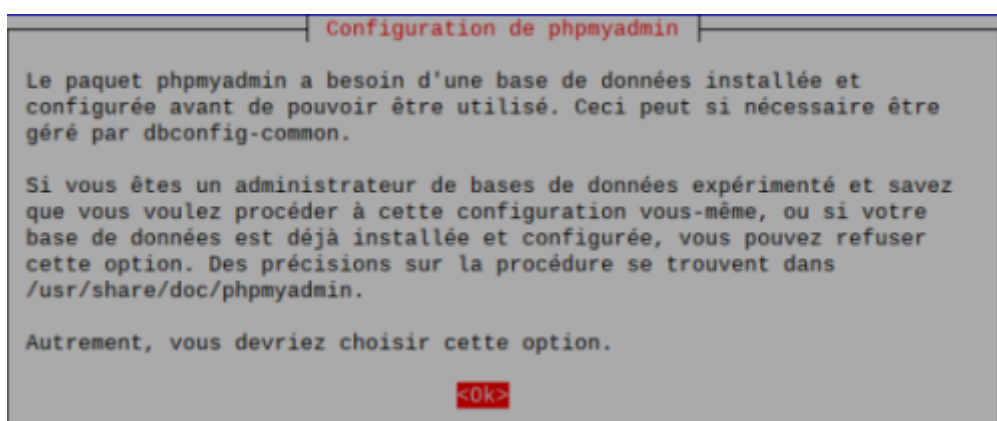 Configuration de phpmyadmin
Le paquet phpmyadmin a besoin d'une base de données installée et
configurée avant de pouvoir être utilisé. Ceci peut si nécessaire être
géré par dbconfig-common.
Si vous êtes un administrateur de bases de données expérimenté et savez
que vous voulez procéder à cette configuration vous-même, ou si votre
base de données est déjà installée et configurée, vous pouvez refuser
cette option. Des précisions sur la procédure se trouvent dans
/usr/share/doc/phpmyadmin.
Autrement, vous devriez choisir cette option.
<Ok>